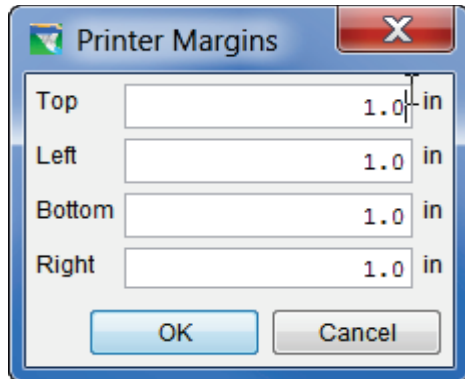 Printer Margins
Top 1.0 in
Left 1.0 in
Bottom 1.0 in
Right 1.0 in
OK Cancel